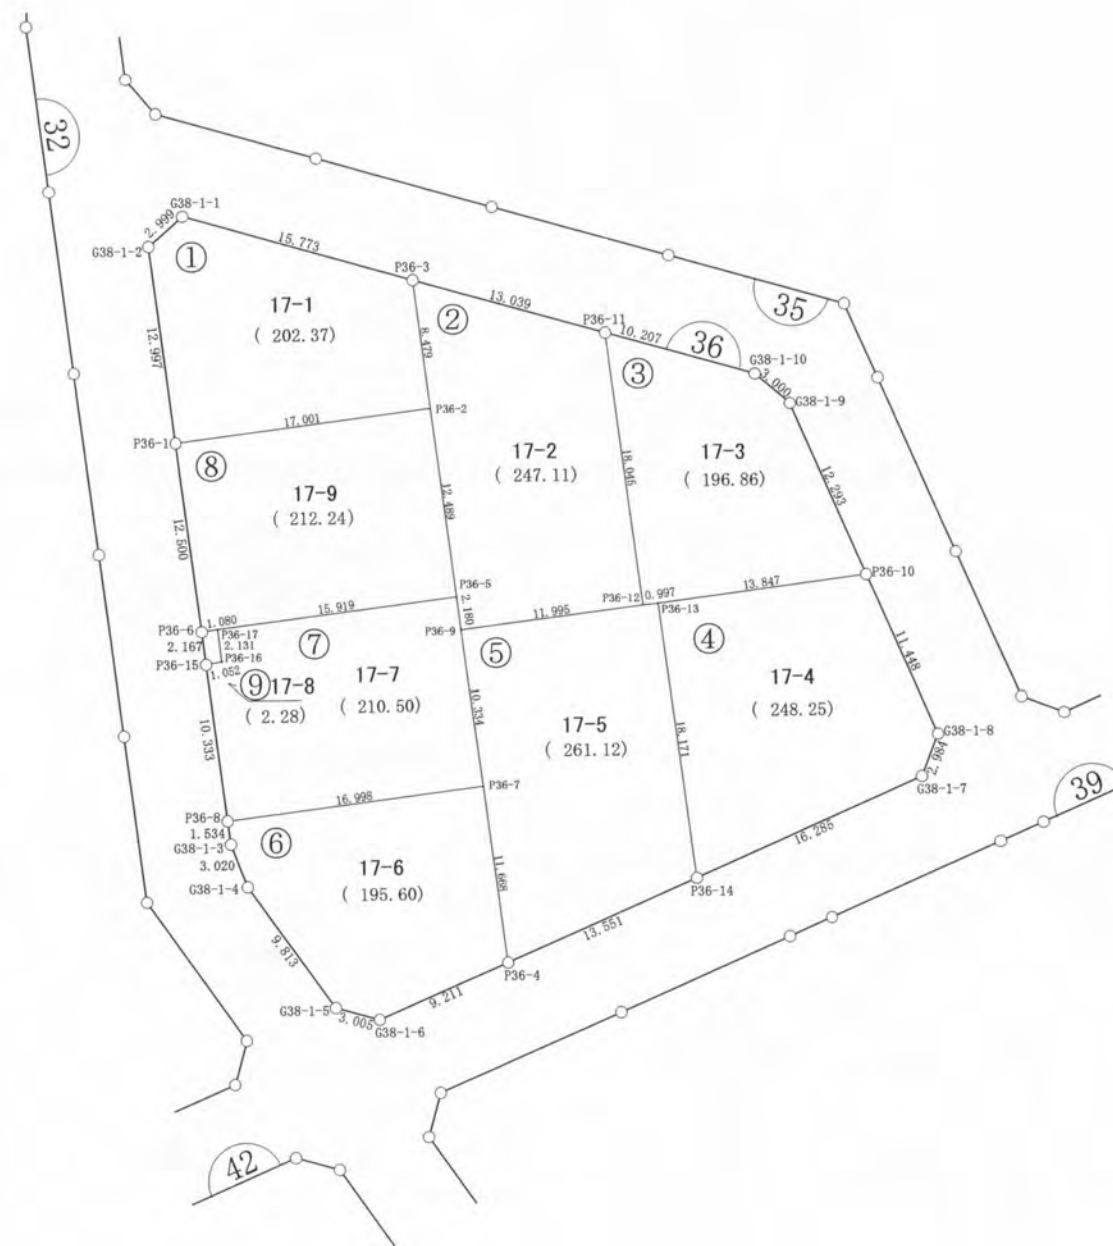 32
G38-1-1
2.999
G38-1-2
①
15.773
P36-3
17-1
( 202.37)
②
13.039
35
P36-11
10.207
36
G38-1-10
3.000
G38-1-9
12.997
8.479
③
P36-2
17.001
P36-1
⑧
17-2
( 247.11)
18.045
17-3
( 196.86)
12.293
17-9
( 212.24)
12.489
12.500
P36-5
P36-10
15.919
2.180
11.995
P36-12
0.997
13.847
P36-13
1.080
P36-6
P36-17
2.167
2.131
P36-9
⑦
⑤
④
P36-15
P36-16
1.052
⑨
17-8
( 2.28)
17-7
( 210.50)
17-4
( 248.25)
11.448
10.333
10.334
17-5
( 261.12)
18.171
G38-1-8
2.984
G38-1-7
39
P36-7
16.998
P36-8
1.534
⑥
G38-1-3
3.020
G38-1-4
17-6
( 195.60)
11.668
16.285
P36-14
13.551
9.813
P36-4
9.211
G38-1-5
3.005
G38-1-6
42